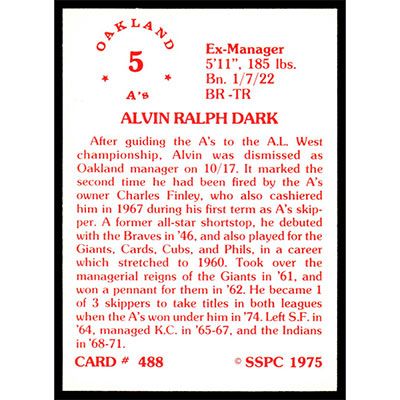 OAKLAND
5
A's
Ex-Manager
5'11", 185 lbs.
Bn. 1/7/22
BR-TR
ALVIN RALPH DARK
After guiding the A's to the A.L. West
championship, Alvin was dismissed as
Oakland manager on 10/17. It marked the
second time he had been fired by the A's
owner Charles Finley, who also cashiered
him in 1967 during his first term as A's skip-
per. A former all-star shortstop, he debuted
with the Braves in '46, and also played for the
Giants, Cards, Cubs, and Phils, in a career
which stretched to 1960. Took over the
managerial reigns of the Giants in '61, and
won a pennant for them in '62. He became 1
of 3 skippers to take titles in both leagues
when the A's won under him in '74. Left S.F. in
'64, managed K.C. in '65-67, and the Indians
in '68-71.
CARD # 488 © SSPC 1975